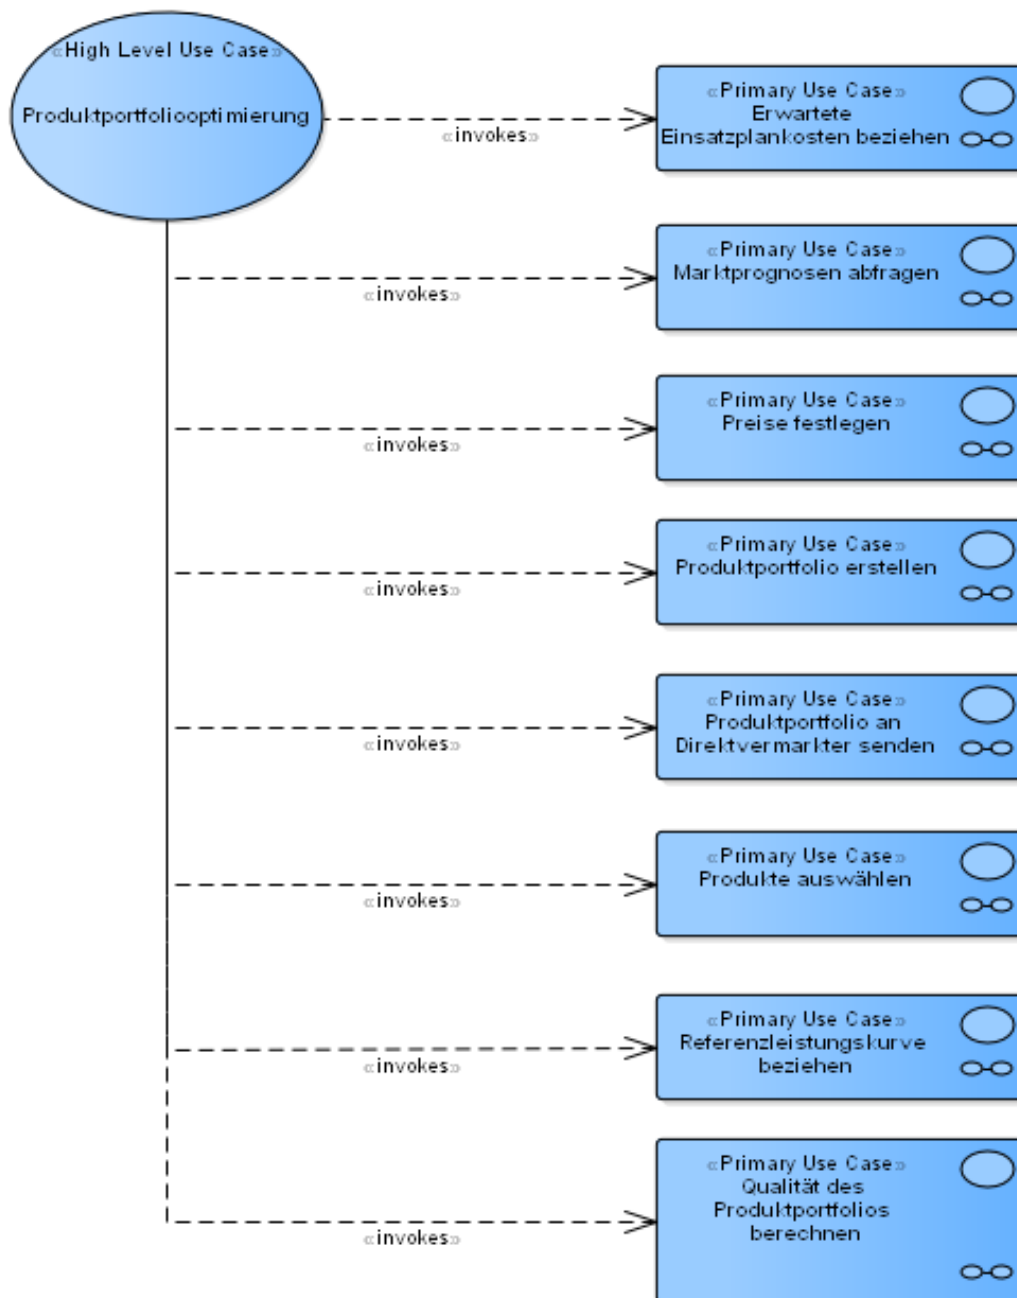 «High Level Use Case»
Produktportfoliooptimierung
«invokes»
«Primary Use Case»
Erwartete
Einsatzplankosten beziehen
«invokes»
«Primary Use Case»
Marktprognosen abfragen
«invokes»
«Primary Use Case»
Preise festlegen
«invokes»
«Primary Use Case»
Produktportfolio erstellen
«invokes»
«Primary Use Case»
Produktportfolio an
Direktvermarkter senden
«invokes»
«Primary Use Case»
Produkte auswählen
«invokes»
«Primary Use Case»
Referenzleistungskurve
beziehen
«invokes»
«Primary Use Case»
Qualität des
Produktportfolios
berechnen
«invokes»